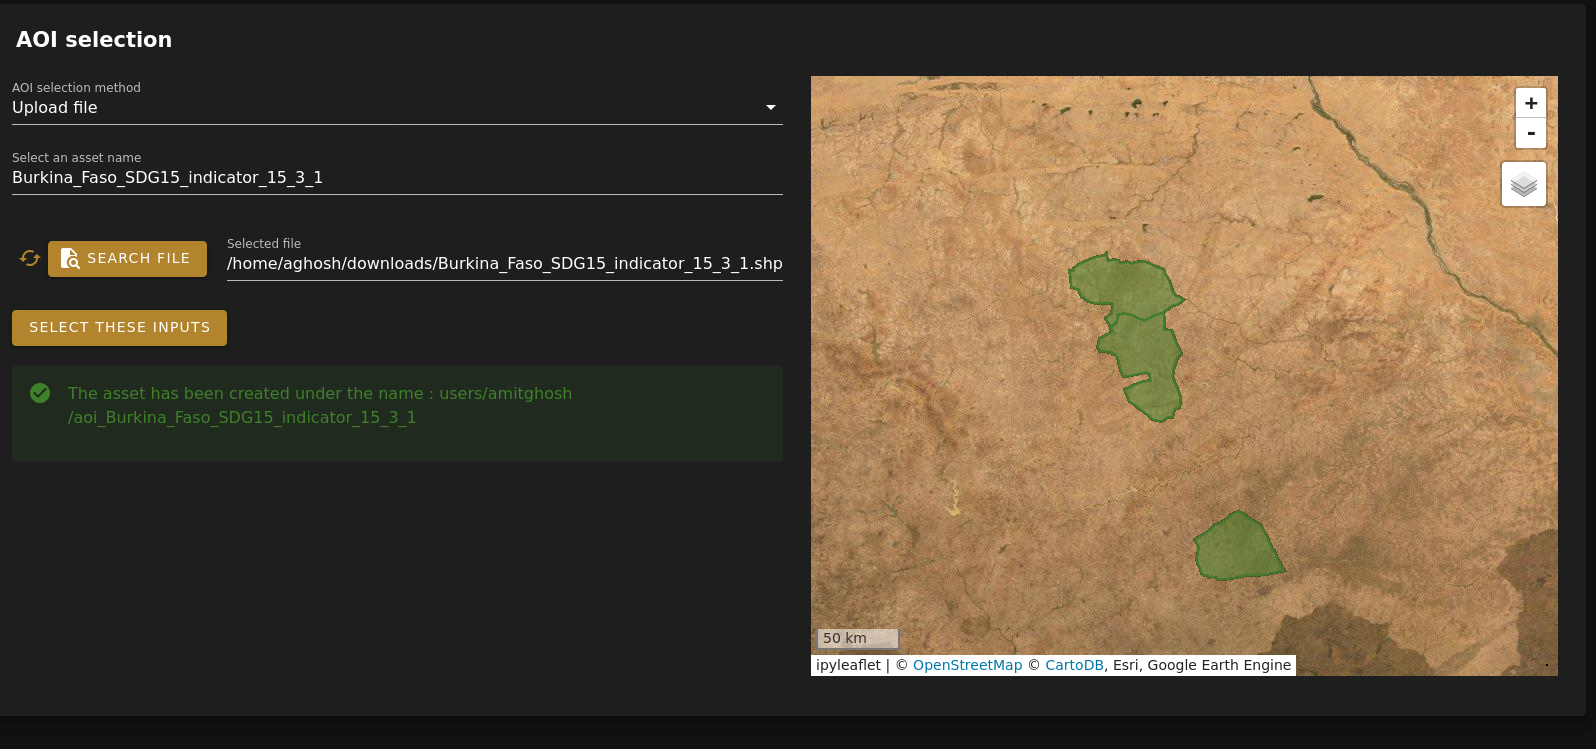 AOI selection
AOI selection method
Upload file
Select an asset name
Burkina_Faso_SDG15_indicator_15_3_1
SEARCH FILE
Selected file
/home/aghosh/downloads/Burkina_Faso_SDG15_indicator_15_3_1.shp
SELECT THESE INPUTS
The asset has been created under the name : users/amitghosh
/aoi_Burkina_Faso_SDG15_indicator_15_3_1
+
-
50 km
ipyleaflet | © OpenStreetMap © CartoDB, Esri, Google Earth Engine